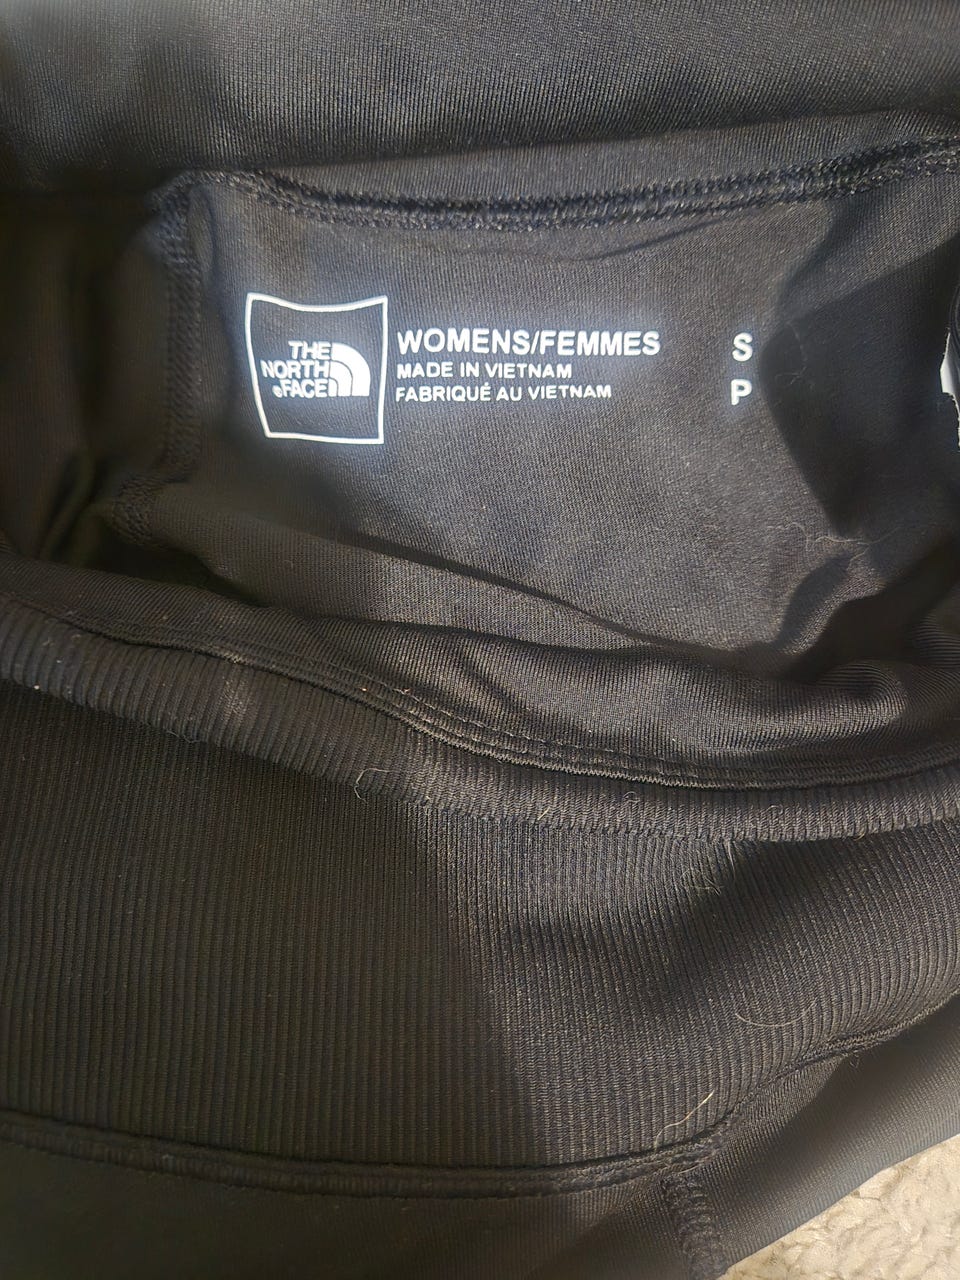 THE
NORTH
FACE
WOMENS/FEMMES
MADE IN VIETNAM
FABRIQUÉ AU VIETNAM
S
P